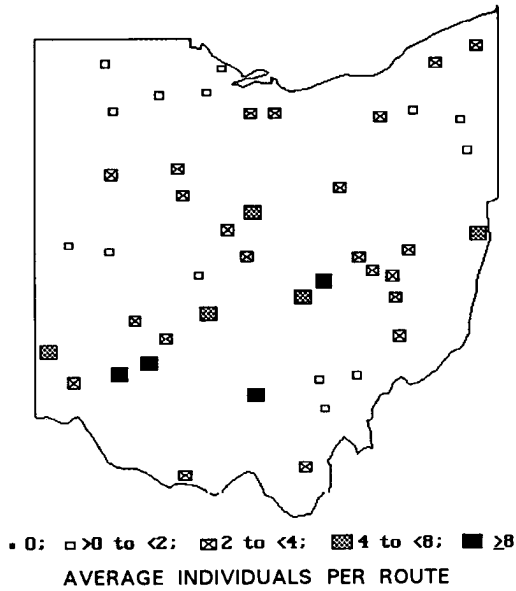 ▪ 0; ▫ >0 to <2; ⊠ 2 to <4; ▩ 4 to <8; ■ ≥8
AVERAGE INDIVIDUALS PER ROUTE